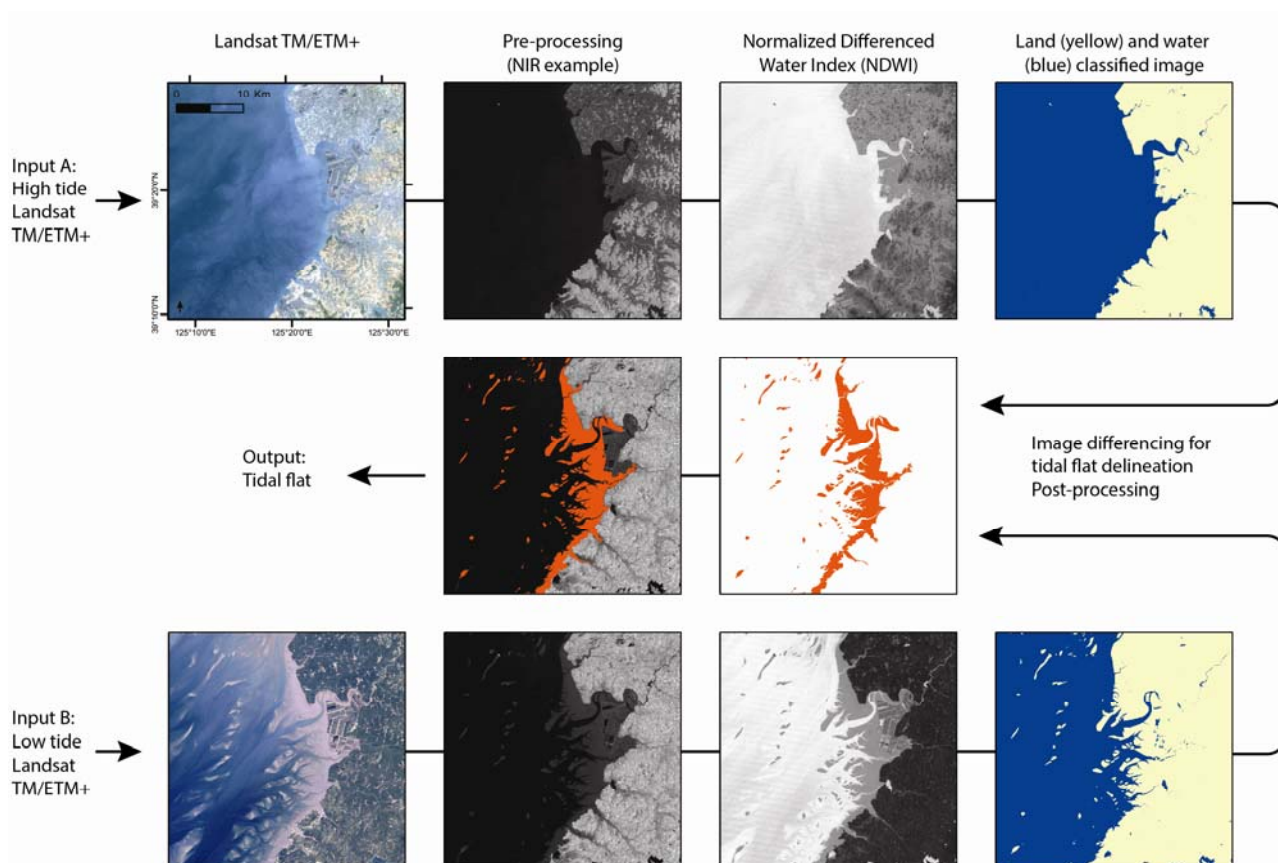 Landsat TM/ETM+
Pre-processing
(NIR example)
Normalized Differenced
Water Index (NDWI)
Land (yellow) and water
(blue) classified image
Input A:
High tide
Landsat
TM/ETM+
0 10 Km
39°20'0"N
39°10'0"N
125°10'0"E
125°20'0"E
125°30'0"E
Output:
Tidal flat
Image differencing for
tidal flat delineation
Post-processing
Input B:
Low tide
Landsat
TM/ETM+